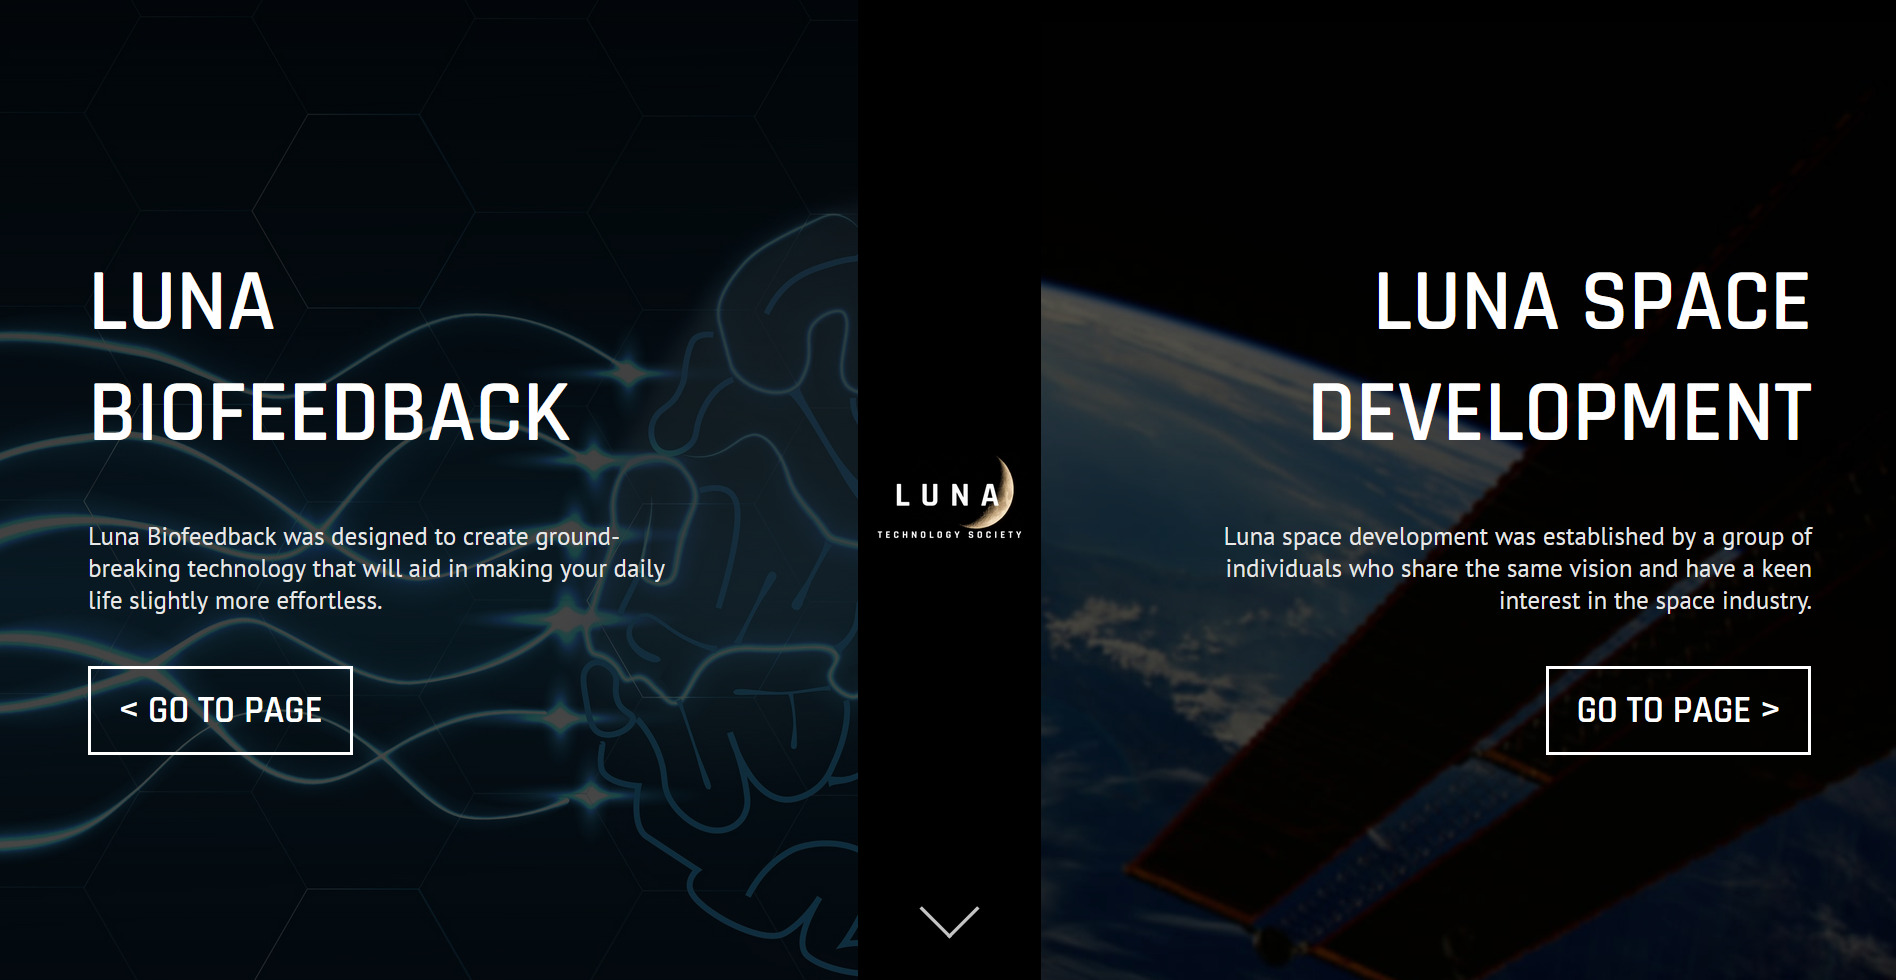 LUNA
BIOFEEDBACK
Luna Biofeedback was designed to create ground-
breaking technology that will aid in making your daily
life slightly more effortless.
< GO TO PAGE
LUNA
TECHNOLOGY SOCIETY
LUNA SPACE
DEVELOPMENT
Luna space development was established by a group of
individuals who share the same vision and have a keen
interest in the space industry.
GO TO PAGE >